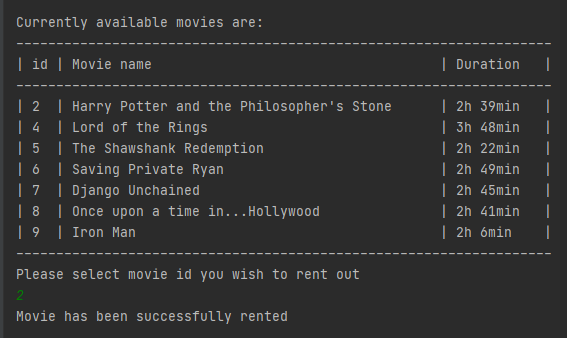 Currently available movies are:
-------------------------------------------------------------------
| id | Movie name                                    | Duration   |
-------------------------------------------------------------------
| 2  | Harry Potter and the Philosopher's Stone      | 2h 39min   |
| 4  | Lord of the Rings                             | 3h 48min   |
| 5  | The Shawshank Redemption                      | 2h 22min   |
| 6  | Saving Private Ryan                           | 2h 49min   |
| 7  | Django Unchained                              | 2h 45min   |
| 8  | Once upon a time in...Hollywood               | 2h 41min   |
| 9  | Iron Man                                      | 2h 6min    |
-------------------------------------------------------------------
Please select movie id you wish to rent out
2
Movie has been successfully rented